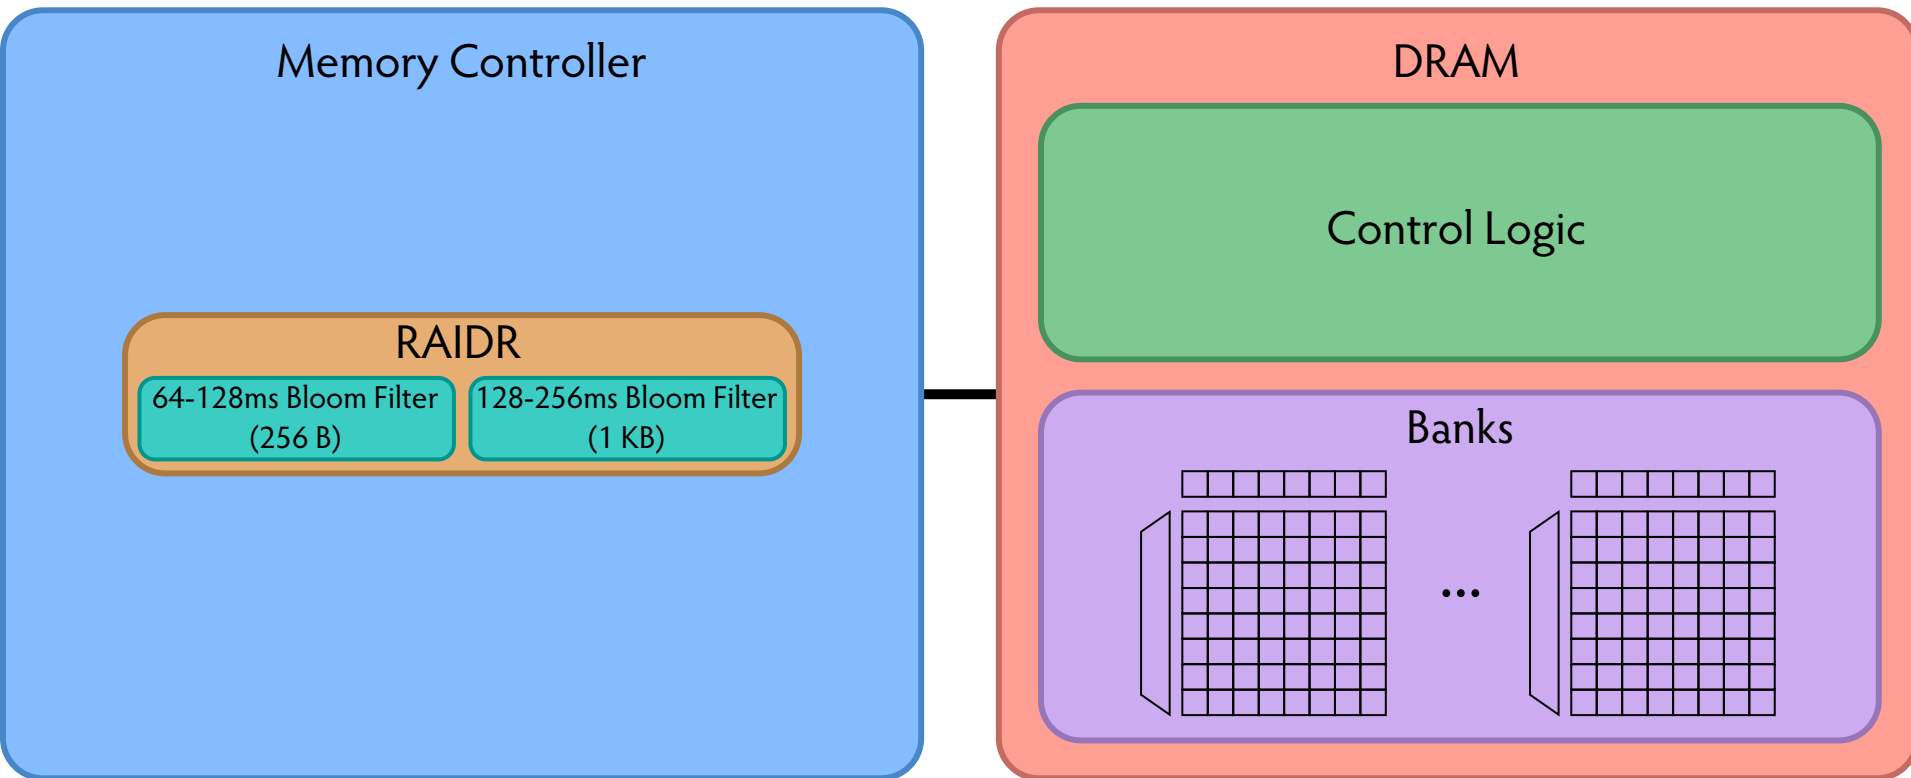 Memory Controller
RAIDR
64-128ms Bloom Filter
(256 B)
128-256ms Bloom Filter
(1 KB)
DRAM
Control Logic
Banks
...